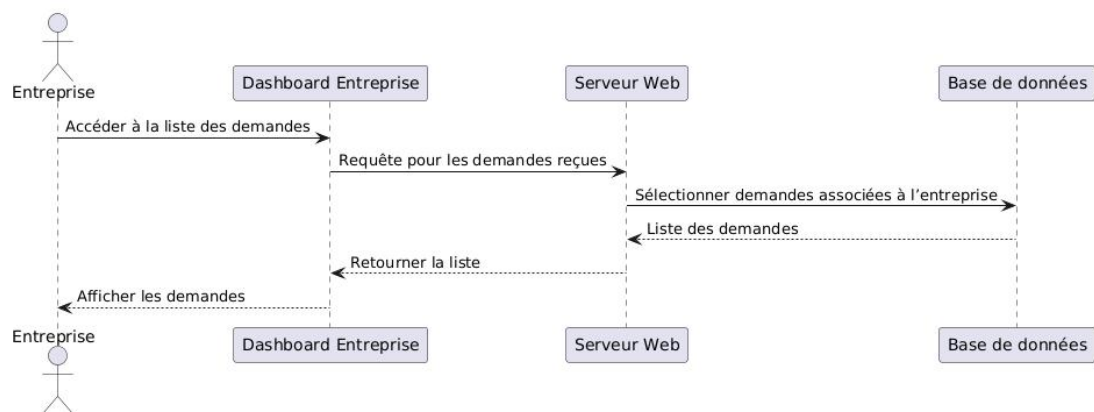 Entreprise
Dashboard Entreprise
Serveur Web
Base de données
Accéder à la liste des demandes
Requête pour les demandes reçues
Sélectionner demandes associées à l’entreprise
Liste des demandes
Retourner la liste
Afficher les demandes
Entreprise
Dashboard Entreprise
Serveur Web
Base de données